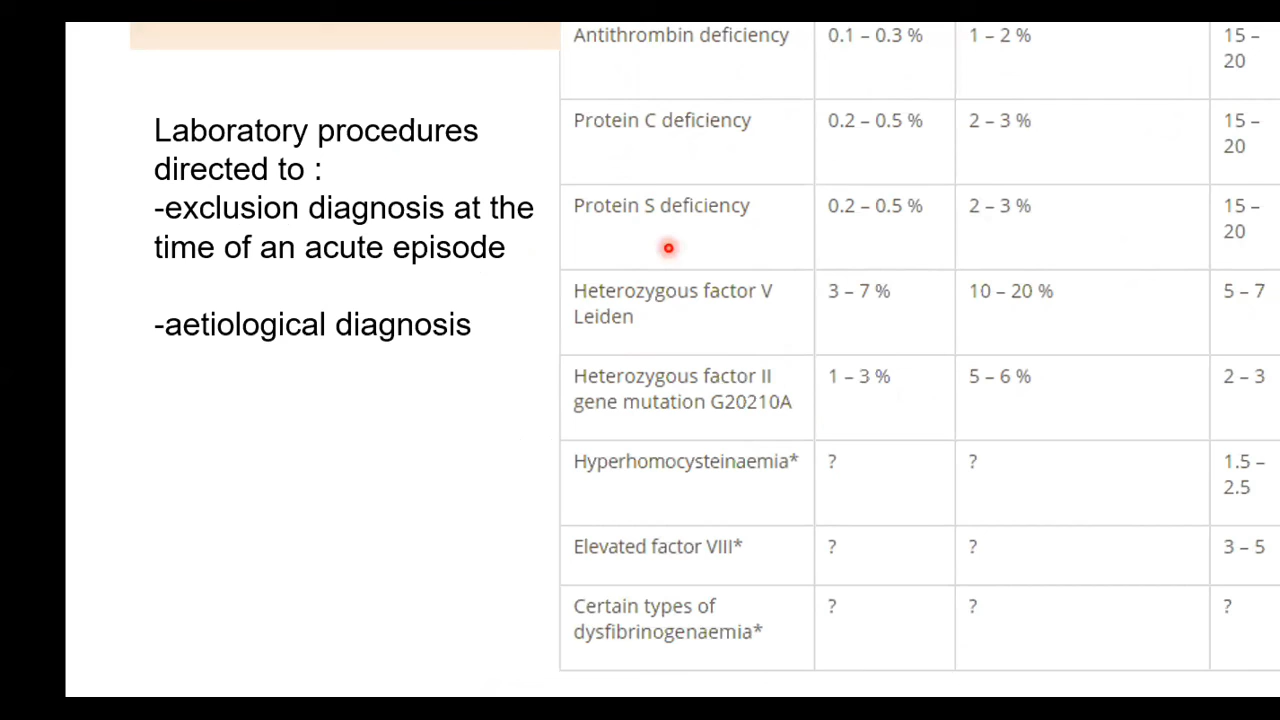 Laboratory procedures
directed to :
-exclusion diagnosis at the
time of an acute episode
-aetiological diagnosis
Antithrombin deficiency 0.1 – 0.3 % 1 – 2 % 15 –
20
Protein C deficiency 0.2 – 0.5 % 2 – 3 % 15 –
20
Protein S deficiency 0.2 – 0.5 % 2 – 3 % 15 –
20
Heterozygous factor V 3 – 7 % 10 – 20 % 5 – 7
Leiden
Heterozygous factor II 1 – 3 % 5 – 6 % 2 – 3
gene mutation G20210A
Hyperhomocysteinaemia* ? ? 1.5 –
2.5
Elevated factor VIII* ? ? 3 – 5
Certain types of ? ? ?
dysfibrinogenaemia*